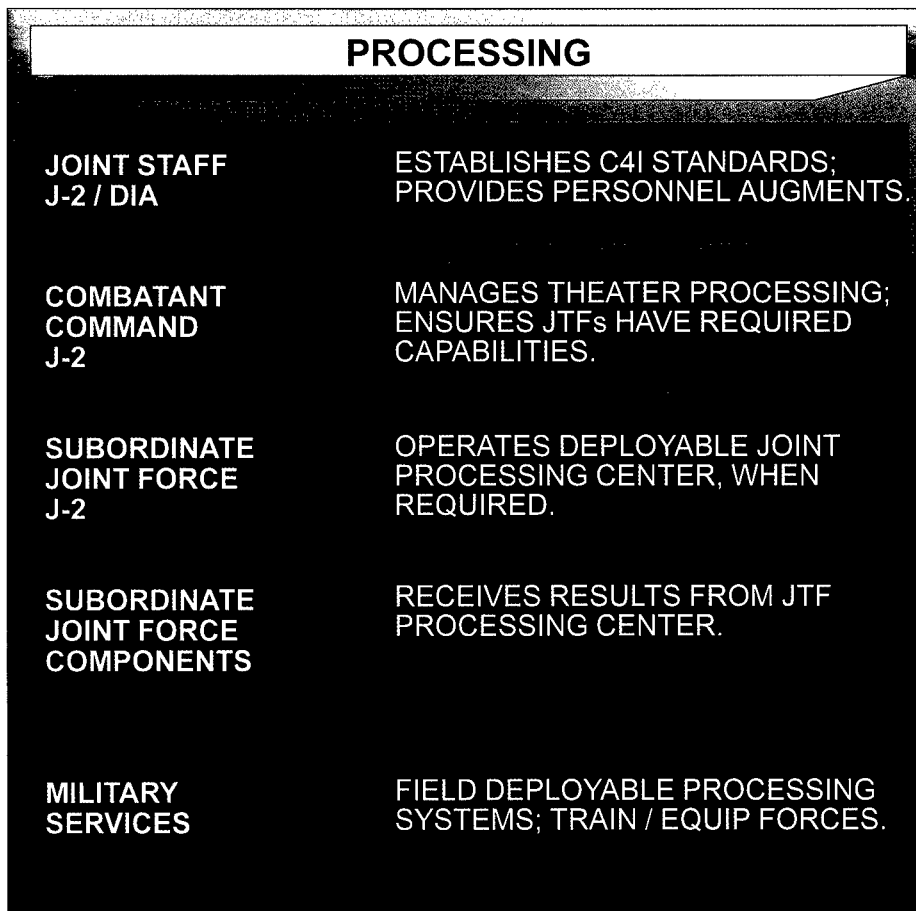 PROCESSING
JOINT STAFF
J-2 / DIA
ESTABLISHES C4I STANDARDS;
PROVIDES PERSONNEL AUGMENTS.
COMBATANT
COMMAND
J-2
MANAGES THEATER PROCESSING;
ENSURES JTFs HAVE REQUIRED
CAPABILITIES.
SUBORDINATE
JOINT FORCE
J-2
OPERATES DEPLOYABLE JOINT
PROCESSING CENTER, WHEN
REQUIRED.
SUBORDINATE
JOINT FORCE
COMPONENTS
RECEIVES RESULTS FROM JTF
PROCESSING CENTER.
MILITARY
SERVICES
FIELD DEPLOYABLE PROCESSING
SYSTEMS; TRAIN / EQUIP FORCES.